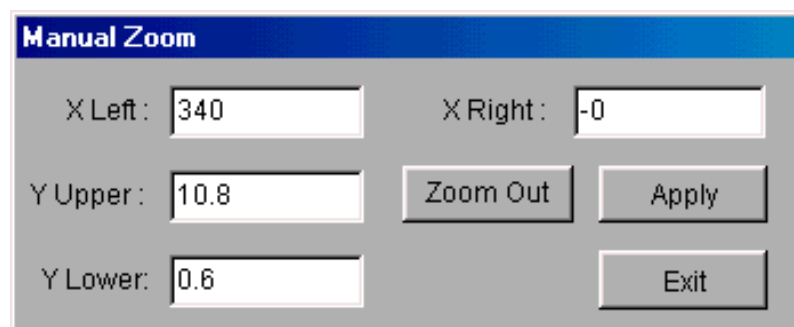 Manual Zoom
X Left : 340 X Right : -0
Y Upper : 10.8 Zoom Out Apply
Y Lower: 0.6 Exit